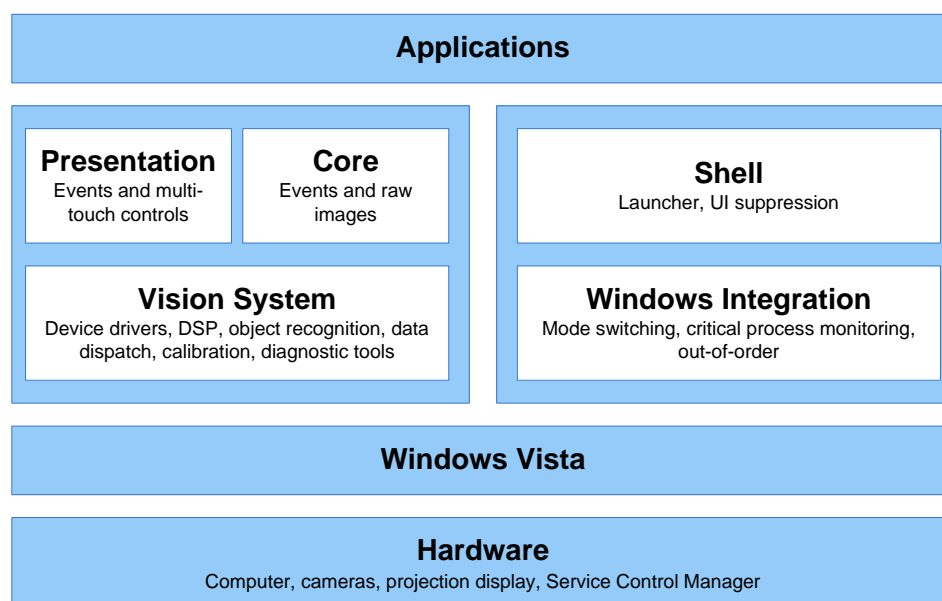 Applications
Presentation
Events and multi-
touch controls
Core
Events and raw
images
Shell
Launcher, UI suppression
Vision System
Device drivers, DSP, object recognition, data
dispatch, calibration, diagnostic tools
Windows Integration
Mode switching, critical process monitoring,
out-of-order
Windows Vista
Hardware
Computer, cameras, projection display, Service Control Manager